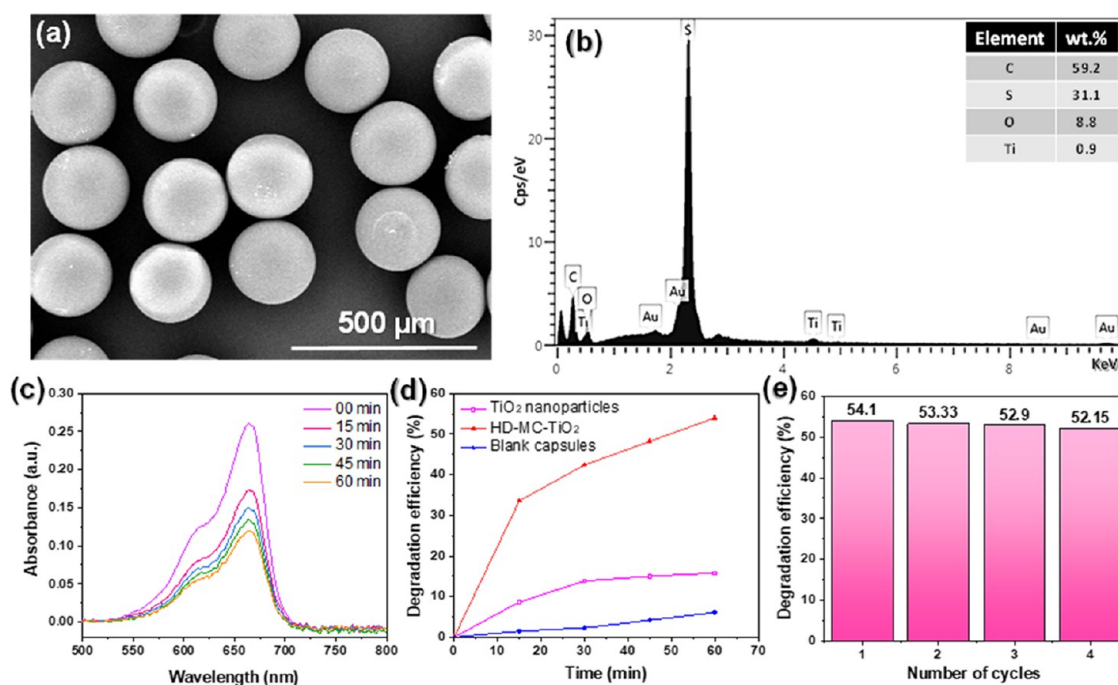 (a)
500 µm
(b)
Cps/eV
30
20
10
0
S
C
O
Ti
Au
Au
Ti
Ti
Au
Au
0
2
4
6
8
KeV
Element wt.%
C 59.2
S 31.1
O 8.8
Ti 0.9
(c)
Absorbance (a.u.)
0.30
0.25
0.20
0.15
0.10
0.05
0.00
00 min
15 min
30 min
45 min
60 min
500 550 600 650 700 750 800
Wavelength (nm)
(d)
Degradation efficiency (%)
60
50
40
30
20
10
0
TiO₂ nanoparticles
HD-MC-TiO₂
Blank capsules
0 10 20 30 40 50 60 70
Time (min)
(e)
Degradation efficiency (%)
60
50
40
30
20
10
0
54.1 53.33 52.9 52.15
1 2 3 4
Number of cycles